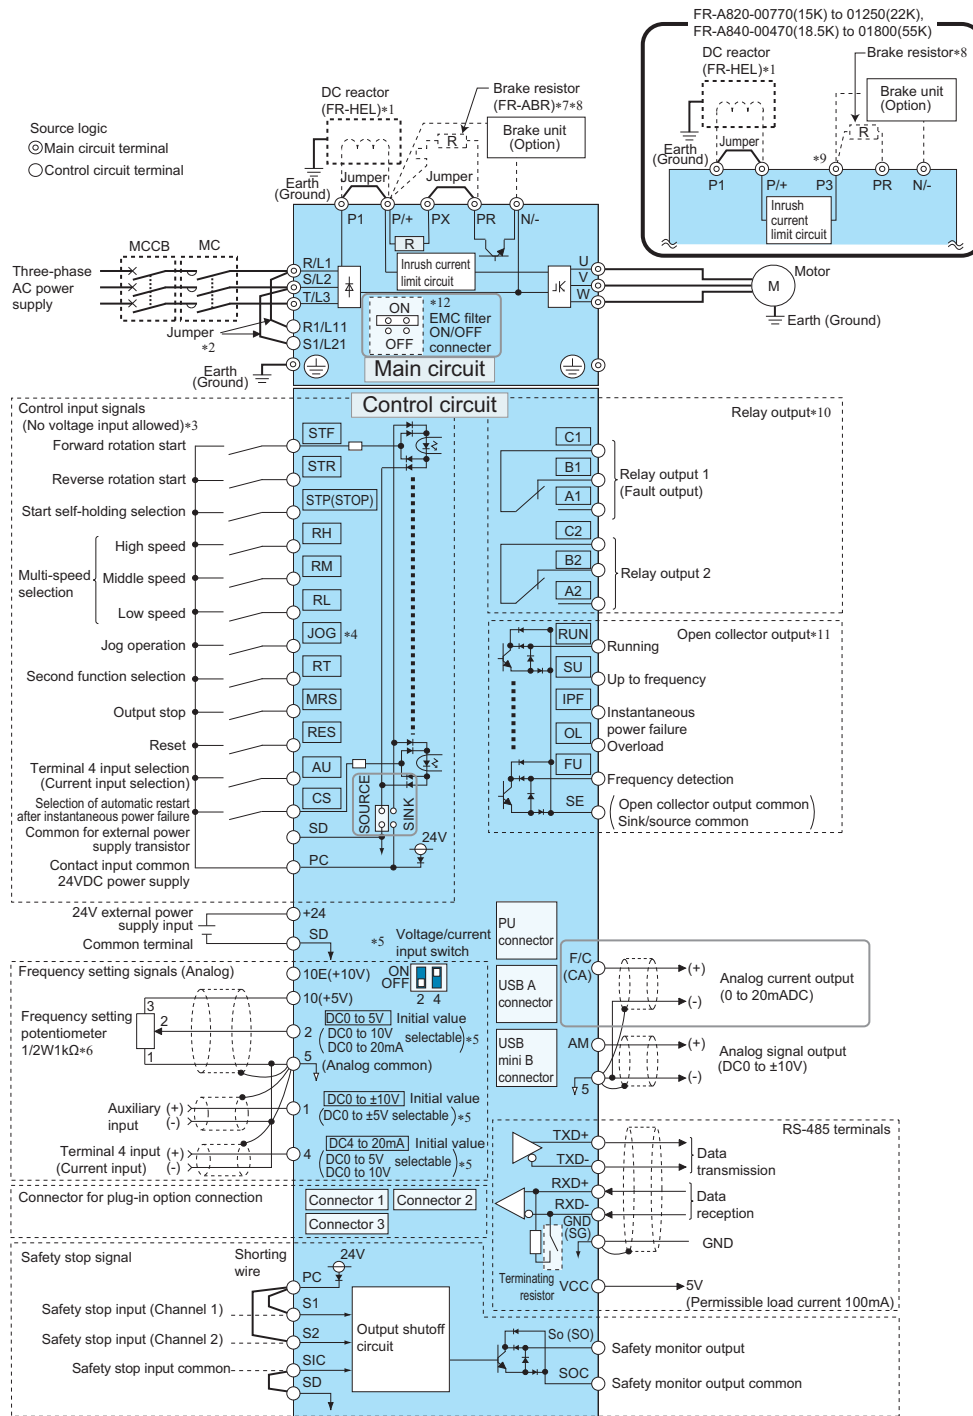 FR-A820-00770(15K) to 01250(22K),
FR-A840-00470(18.5K) to 01800(55K)
DC reactor
(FR-HEL)*1
Brake resistor*8
Brake unit
(Option)
R
Earth
(Ground)
Jumper
*9
P1
P/+
P3
PR
N/-
Inrush
current
limit circuit
Source logic
Main circuit terminal
Control circuit terminal
DC reactor
(FR-HEL)*1
Brake resistor
(FR-ABR)*7*8
Brake unit
(Option)
R
Earth
(Ground)
Jumper
Jumper
P1
P/+
PX
PR
N/-
R
Inrush current
limit circuit
MCCB
MC
Three-phase
AC power
supply
R/L1
S/L2
T/L3
R1/L11
S1/L21
Jumper
*2
Earth
(Ground)
ON
OFF
*12
EMC filter
ON/OFF
connecter
Main circuit
U
V
W
Motor
M
Earth (Ground)
Control circuit
Control input signals
(No voltage input allowed)*3
Forward rotation start
STF
Reverse rotation start
STR
Start self-holding selection
STP(STOP)
Multi-speed
selection
High speed
RH
Middle speed
RM
Low speed
RL
Jog operation
JOG *4
Second function selection
RT
Output stop
MRS
Reset
RES
Terminal 4 input selection
(Current input selection)
AU
Selection of automatic restart
after instantaneous power failure
CS
SOURCE
SINK
Common for external power
supply transistor
SD
24V
Contact input common
24VDC power supply
PC
Relay output*10
C1
B1
A1
Relay output 1
(Fault output)
C2
B2
A2
Relay output 2
Open collector output*11
RUN
Running
SU
Up to frequency
IPF
Instantaneous
power failure
OL
Overload
FU
Frequency detection
SE
Open collector output common
Sink/source common
24V external power
supply input
+24
Common terminal
SD
*5 Voltage/current
input switch
ON
OFF
2 4
Frequency setting signals (Analog)
10E(+10V)
10(+5V)
Frequency setting
potentiometer
1/2W1kΩ*6
3
2
1
2
DC0 to 5V Initial value
DC0 to 10V
DC0 to 20mA
selectable *5
5
(Analog common)
Auxiliary
input
(+)
(-)
1
DC0 to ±10V Initial value
(DC0 to ±5V selectable) *5
Terminal 4 input
(Current input)
(+)
(-)
4
DC4 to 20mA Initial value
DC0 to 5V
DC0 to 10V
selectable *5
PU
connector
USB A
connector
USB
mini B
connector
F/C
(CA)
(+)
(-)
Analog current output
(0 to 20mADC)
AM
5
(+)
(-)
Analog signal output
(DC0 to ±10V)
RS-485 terminals
TXD+
TXD-
Data
transmission
RXD+
RXD-
Data
reception
GND
(SG)
GND
Terminating
resistor
VCC
5V
(Permissible load current 100mA)
Connector for plug-in option connection
Connector 1
Connector 2
Connector 3
Safety stop signal
Shorting
wire
PC
24V
Safety stop input (Channel 1)
S1
Safety stop input (Channel 2)
S2
Safety stop input common
SIC
SD
Output shutoff
circuit
So (SO)
Safety monitor output
SOC
Safety monitor output common